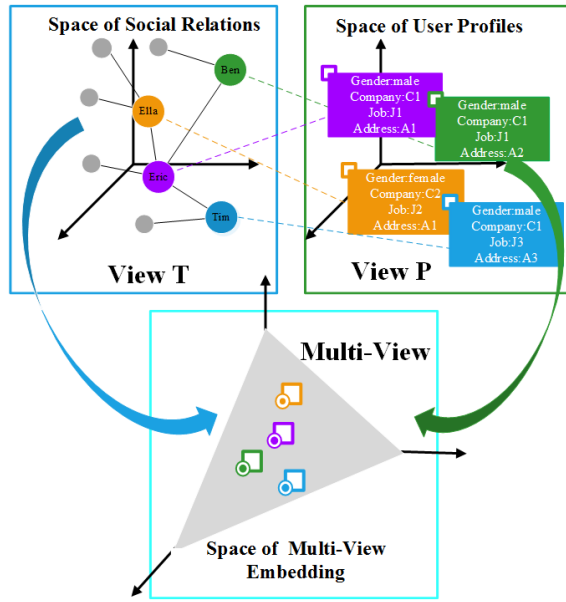 Space of Social Relations
Ben
Ella
Eric
Tim
View T
Space of User Profiles
Gender:male
Company:C1
Job:J1
Address:A1
Gender:male
Company:C1
Job:J1
Address:A2
Gender:female
Company:C2
Job:J2
Address:A1
Gender:male
Company:C1
Job:J3
Address:A3
View P
Multi-View
Space of Multi-View
Embedding